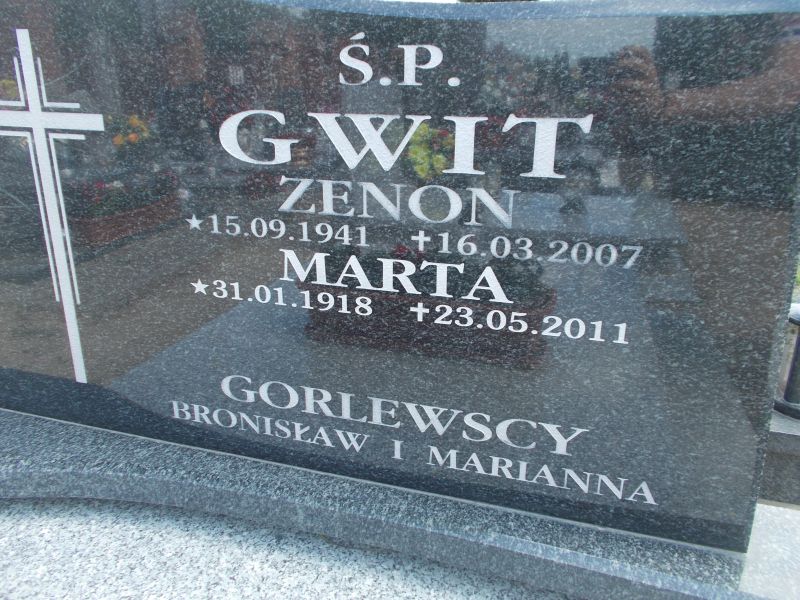 Ś.P.
GWIT
ZENON
★15.09.1941 ✝16.03.2007
MARTA
★31.01.1918 ✝23.05.2011
GORLEWSCY
BRONISŁAW I MARIANNA